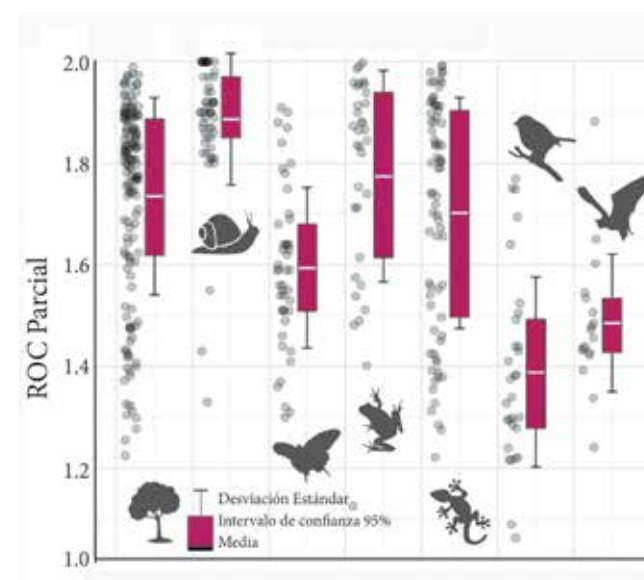 ROC Parcial
2.0
1.8
1.6
1.4
1.2
1.0
Desviación Estándar
Intervalo de confianza 95%
Media